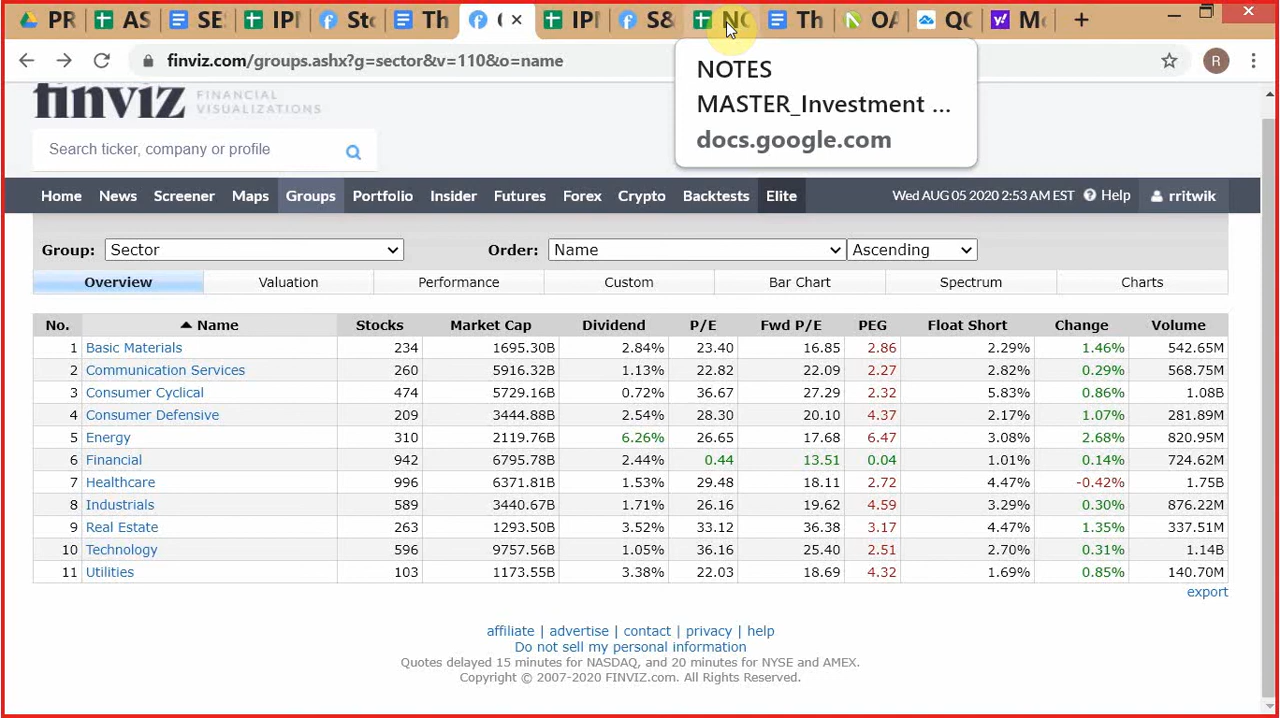 PR AS SE IPI Sto Th ( × IPI S& NO Th OA QC Mo +
finviz.com/groups.ashx?g=sector&v=110&o=name R
NOTES
MASTER_Investment ...
docs.google.com
finviz FINANCIAL
VISUALIZATIONS
Search ticker, company or profile
Home News Screener Maps Groups Portfolio Insider Futures Forex Crypto Backtests Elite Wed AUG 05 2020 2:53 AM EST Help rritwik
Group: Sector Order: Name Ascending
Overview Valuation Performance Custom Bar Chart Spectrum Charts
No. Name Stocks Market Cap Dividend P/E Fwd P/E PEG Float Short Change Volume
1 Basic Materials 234 1695.30B 2.84% 23.40 16.85 2.86 2.29% 1.46% 542.65M
2 Communication Services 260 5916.32B 1.13% 22.82 22.09 2.27 2.82% 0.29% 568.75M
3 Consumer Cyclical 474 5729.16B 0.72% 36.67 27.29 2.32 5.83% 0.86% 1.08B
4 Consumer Defensive 209 3444.88B 2.54% 28.30 20.10 4.37 2.17% 1.07% 281.89M
5 Energy 310 2119.76B 6.26% 26.65 17.68 6.47 3.08% 2.68% 820.95M
6 Financial 942 6795.78B 2.44% 0.44 13.51 0.04 1.01% 0.14% 724.62M
7 Healthcare 996 6371.81B 1.53% 29.48 18.11 2.72 4.47% -0.42% 1.75B
8 Industrials 589 3440.67B 1.71% 26.16 19.62 4.59 3.29% 0.30% 876.22M
9 Real Estate 263 1293.50B 3.52% 33.12 36.38 3.17 4.47% 1.35% 337.51M
10 Technology 596 9757.56B 1.05% 36.16 25.40 2.51 2.70% 0.31% 1.14B
11 Utilities 103 1173.55B 3.38% 22.03 18.69 4.32 1.69% 0.85% 140.70M
export
affiliate | advertise | contact | privacy | help
Do not sell my personal information
Quotes delayed 15 minutes for NASDAQ, and 20 minutes for NYSE and AMEX.
Copyright © 2007-2020 FINVIZ.com. All Rights Reserved.